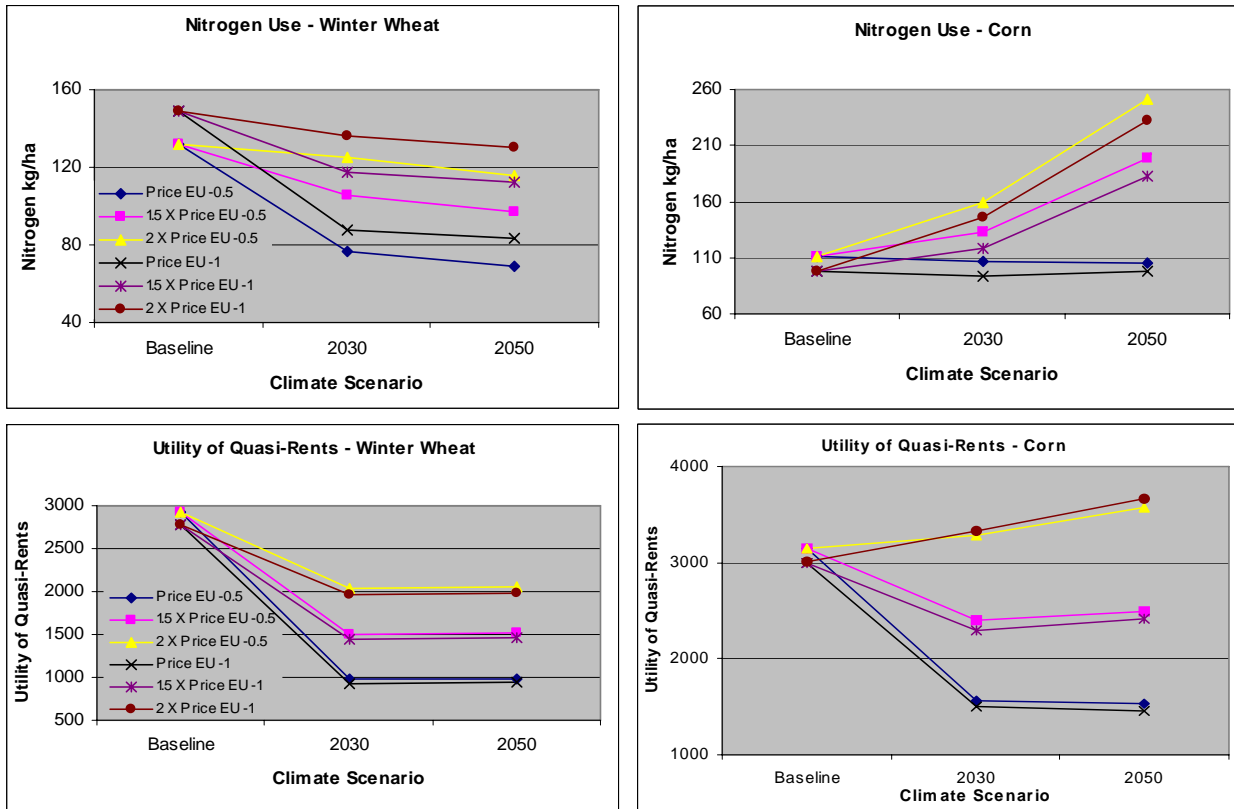 Nitrogen Use - Winter Wheat
Nitrogen kg/ha
160
120
80
40
Price EU -0.5
1.5 X Price EU -0.5
2 X Price EU -0.5
Price EU -1
1.5 X Price EU -1
2 X Price EU -1
Baseline 2030 2050
Climate Scenario
Nitrogen Use - Corn
Nitrogen kg/ha
260
210
160
110
60
Baseline 2030 2050
Climate Scenario
Utility of Quasi-Rents - Winter Wheat
Utility of Quasi-Rents
3000
2500
2000
1500
1000
500
Price EU -0.5
1.5 X Price EU -0.5
2 X Price EU -0.5
Price EU -1
1.5 X Price EU -1
2 X Price EU -1
Baseline 2030 2050
Climate Scenario
Utility of Quasi-Rents - Corn
Utility of Quasi-Rents
4000
3000
2000
1000
Baseline 2030 2050
Climate Scenario